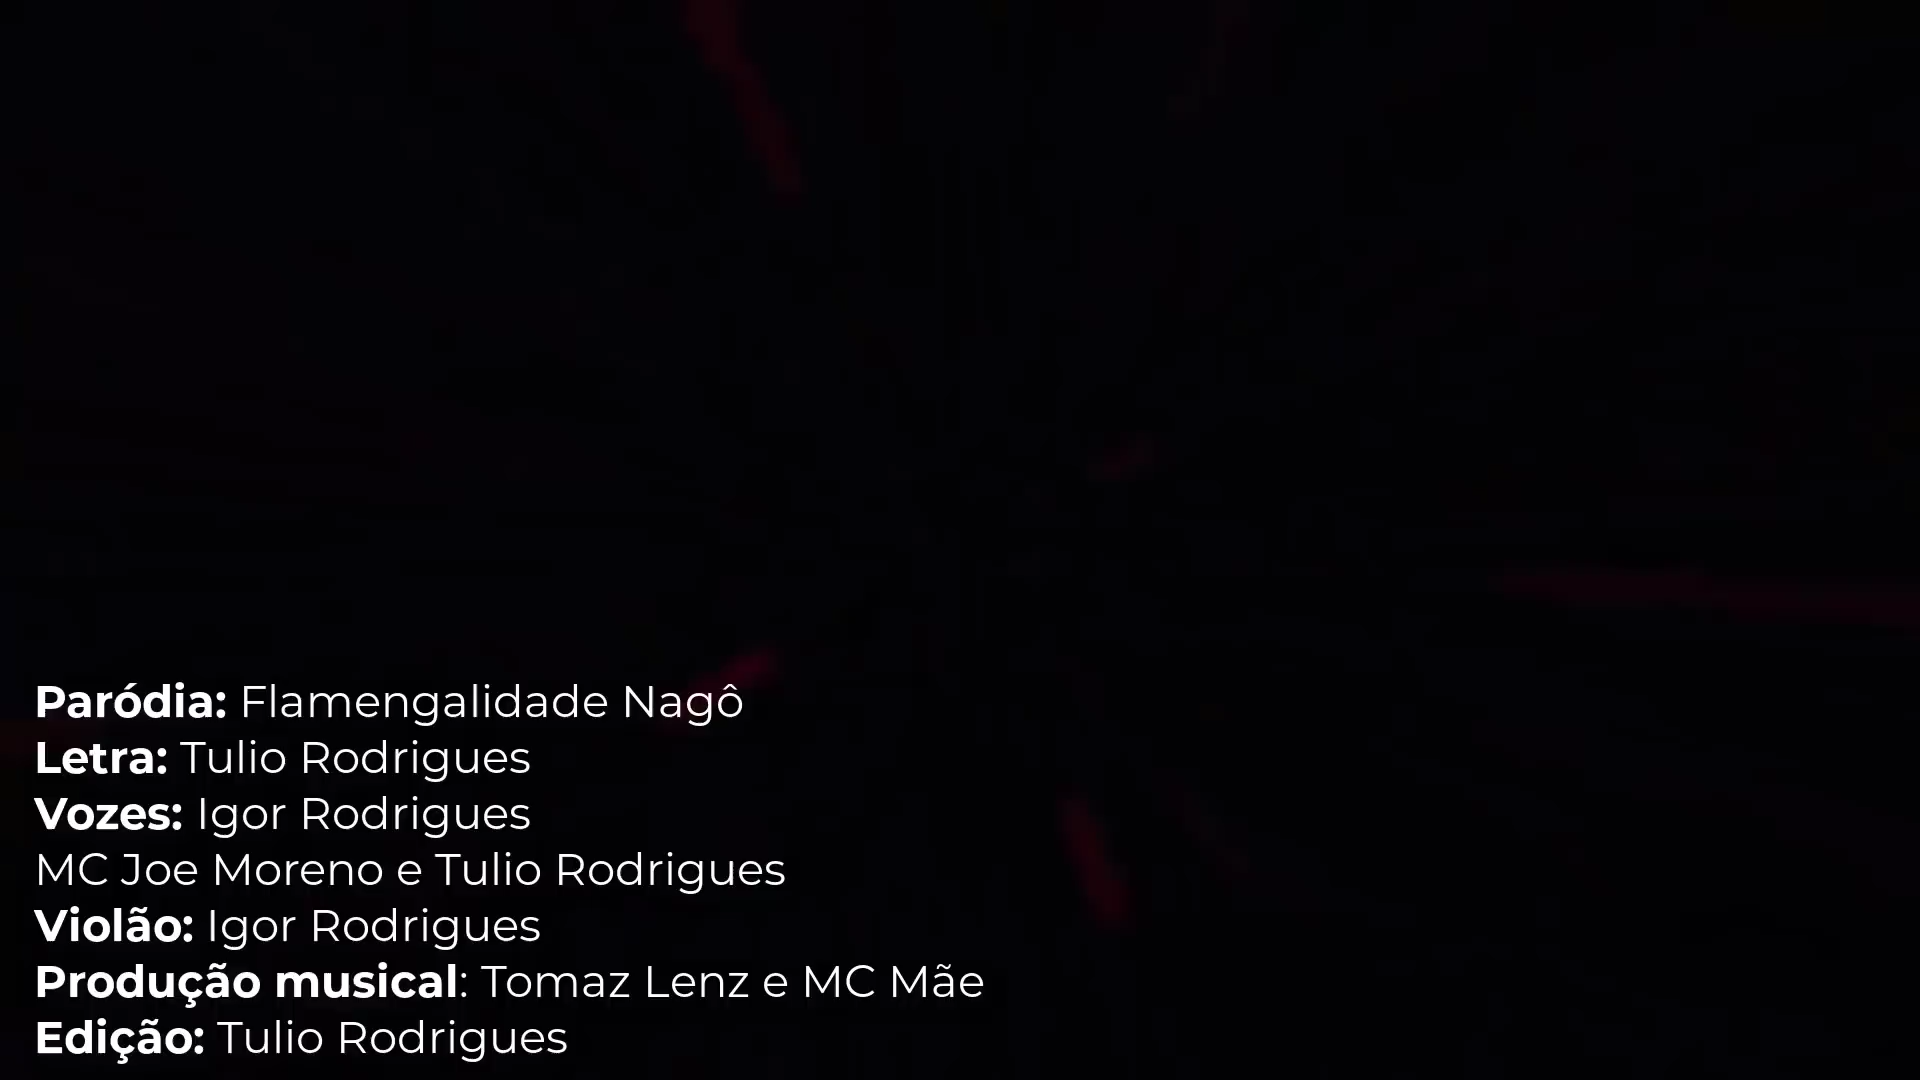 Paródia: Flamengalidade Nagô
Letra: Tulio Rodrigues
Vozes: Igor Rodrigues
MC Joe Moreno e Tulio Rodrigues
Violão: Igor Rodrigues
Produção musical: Tomaz Lenz e MC Mãe
Edição: Tulio Rodrigues